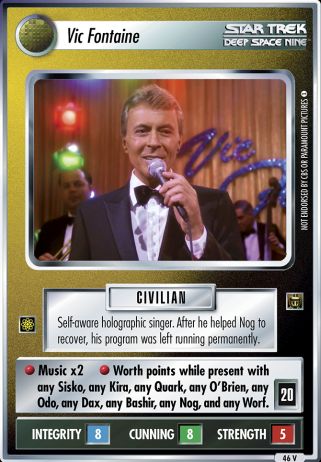 Vic Fontaine
STAR TREK
DEEP SPACE NINE
NOT ENDORSED BY CBS OR PARAMOUNT PICTURES
Vic
CIVILIAN
Self-aware holographic singer. After he helped Nog to
recover, his program was left running permanently.
• Music x2 • Worth points while present with
any Sisko, any Kira, any Quark, any O'Brien, any
Odo, any Dax, any Bashir, any Nog, and any Worf.
20
INTEGRITY 8 CUNNING 8 STRENGTH 5
46 V